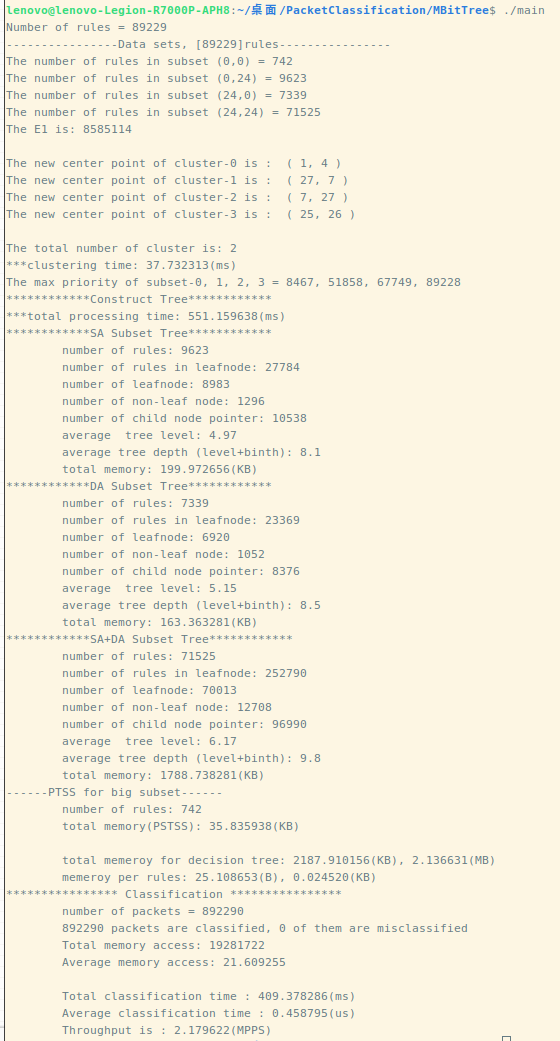 lenovo@lenovo-Legion-R7000P-APH8:~/桌面/PacketClassification/MBitTree$ ./main
Number of rules = 89229
----------------Data sets, [89229]rules----------------
The number of rules in subset (0,0) = 742
The number of rules in subset (0,24) = 9623
The number of rules in subset (24,0) = 7339
The number of rules in subset (24,24) = 71525
The E1 is: 8585114
The new center point of cluster-0 is :  ( 1, 4 )
The new center point of cluster-1 is :  ( 27, 7 )
The new center point of cluster-2 is :  ( 7, 27 )
The new center point of cluster-3 is :  ( 25, 26 )
The total number of cluster is: 2
***clustering time: 37.732313(ms)
The max priority of subset-0, 1, 2, 3 = 8467, 51858, 67749, 89228
************Construct Tree************
***total processing time: 551.159638(ms)
************SA Subset Tree************
number of rules: 9623
number of rules in leafnode: 27784
number of leafnode: 8983
number of non-leaf node: 1296
number of child node pointer: 10538
average  tree level: 4.97
average tree depth (level+binth): 8.1
total memory: 199.972656(KB)
************DA Subset Tree************
number of rules: 7339
number of rules in leafnode: 23369
number of leafnode: 6920
number of non-leaf node: 1052
number of child node pointer: 8376
average  tree level: 5.15
average tree depth (level+binth): 8.5
total memory: 163.363281(KB)
************SA+DA Subset Tree************
number of rules: 71525
number of rules in leafnode: 252790
number of leafnode: 70013
number of non-leaf node: 12708
number of child node pointer: 96990
average  tree level: 6.17
average tree depth (level+binth): 9.8
total memory: 1788.738281(KB)
------PTSS for big subset------
number of rules: 742
total memory(PSTSS): 35.835938(KB)
total memeroy for decision tree: 2187.910156(KB), 2.136631(MB)
memeroy per rules: 25.108653(B), 0.024520(KB)
**************** Classification ****************
number of packets = 892290
892290 packets are classified, 0 of them are misclassified
Total memory access: 19281722
Average memory access: 21.609255
Total classification time : 409.378286(ms)
Average classification time : 0.458795(us)
Throughput is : 2.179622(MPPS)